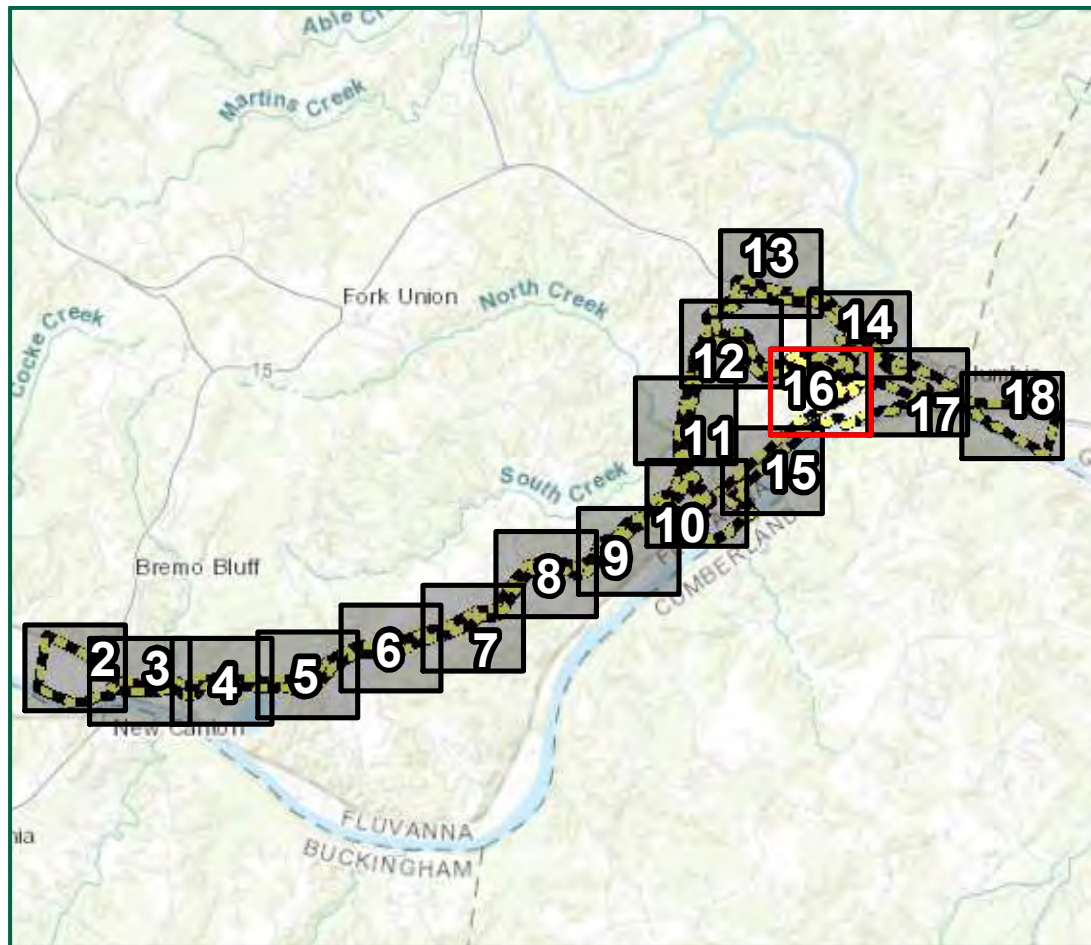 Able
Martins Creek
Fork Union
North Creek
Cocke Creek
15
13
14
12
16
Columbia
17
18
11
South Creek
15
10
9
CUMBERLAND
8
Bremo Bluff
7
6
5
4
3
2
New Canton
FLUVANNA
BUCKINGHAM